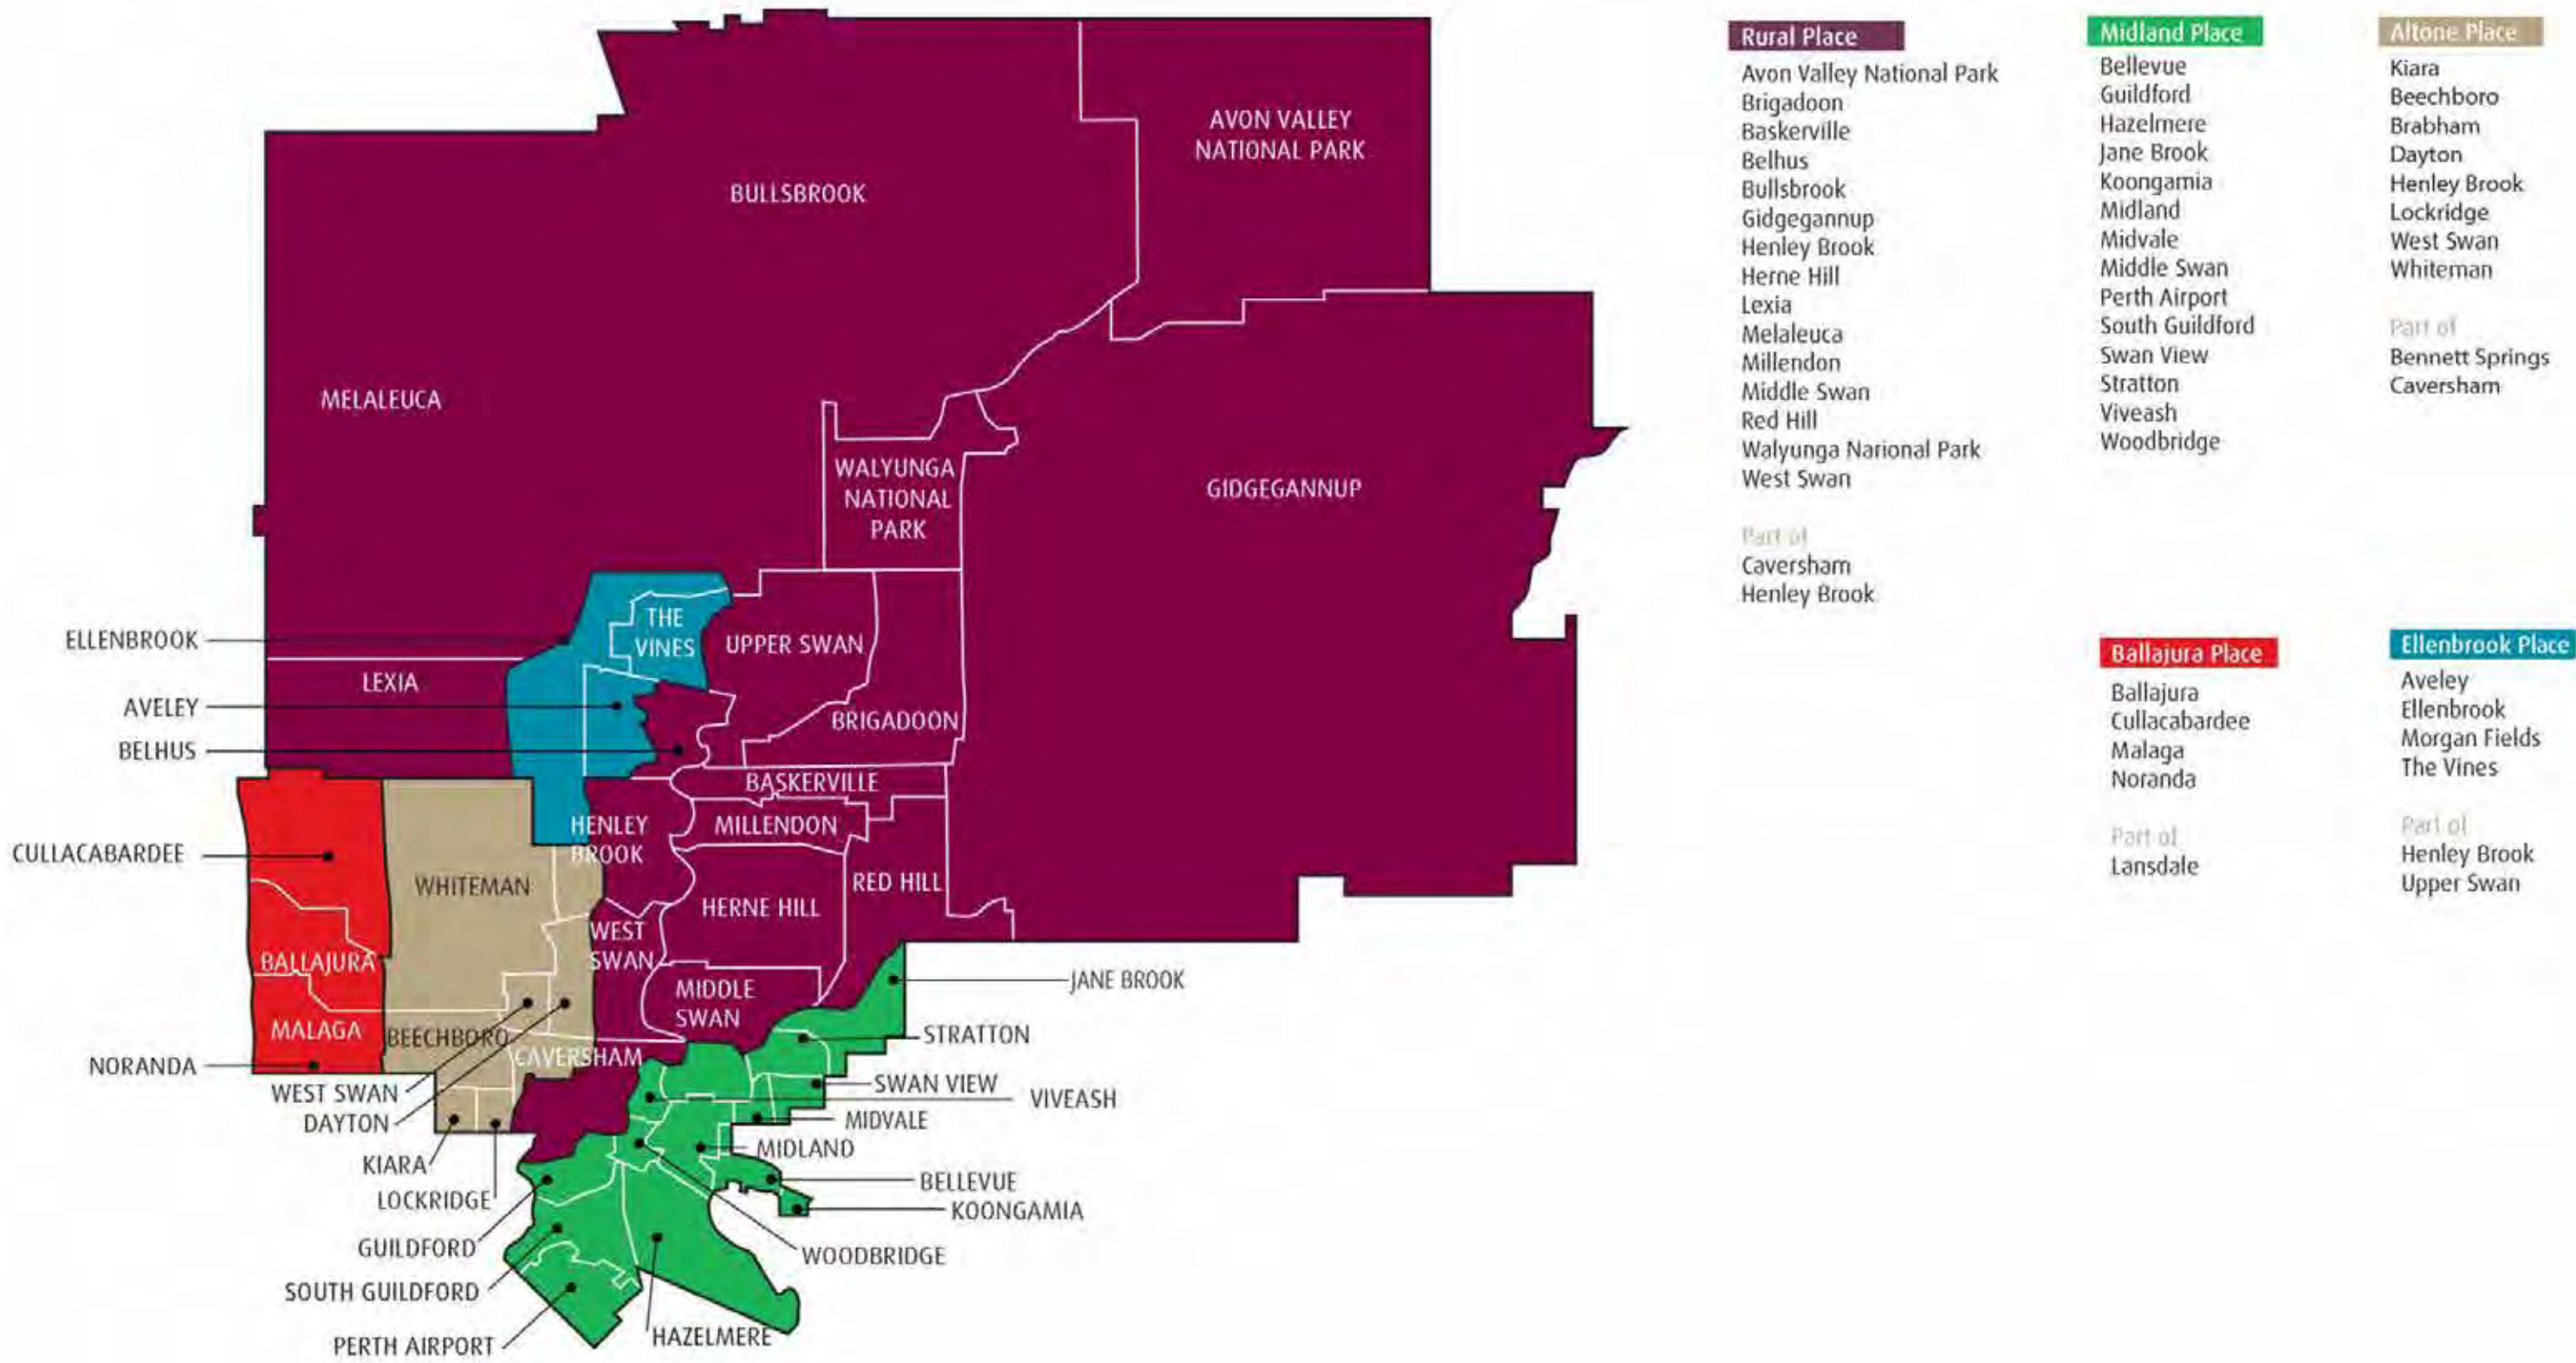 BULLSBROOK
AVON VALLEY
NATIONAL PARK
MELALEUCA
WALYUNGA
NATIONAL
PARK
GIDGEGANNUP
ELLENBROOK
THE
VINES
UPPER SWAN
LEXIA
AVELEY
BRIGADOON
BELHUS
BASKERVILLE
HENLEY
BROOK
MILLENDON
CULLACABARDEE
WHITEMAN
RED HILL
HERNE HILL
WEST
SWAN
BALLAJURA
MIDDLE
SWAN
JANE BROOK
MALAGA
BEECHBORO
STRATTON
CAVERSHAM
NORANDA
WEST SWAN
SWAN VIEW
VIVEASH
DAYTON
MIDVALE
MIDLAND
KIARA
BELLEVUE
LOCKRIDGE
KOONGAMIA
GUILDFORD
WOODBRIDGE
SOUTH GUILDFORD
HAZELMERE
PERTH AIRPORT
Rural Place
Avon Valley National Park
Brigadoon
Baskerville
Belhus
Bullsbrook
Gidgegannup
Henley Brook
Herne Hill
Lexia
Melaleuca
Millendon
Middle Swan
Red Hill
Walyunga Narional Park
West Swan
Part of
Caversham
Henley Brook
Midland Place
Bellevue
Guildford
Hazelmere
Jane Brook
Koongamia
Midland
Midvale
Middle Swan
Perth Airport
South Guildford
Swan View
Stratton
Viveash
Woodbridge
Altone Place
Kiara
Beechboro
Brabham
Dayton
Henley Brook
Lockridge
West Swan
Whiteman
Part of
Bennett Springs
Caversham
Ballajura Place
Ballajura
Cullacabardee
Malaga
Noranda
Part of
Lansdale
Ellenbrook Place
Aveley
Ellenbrook
Morgan Fields
The Vines
Part of
Henley Brook
Upper Swan